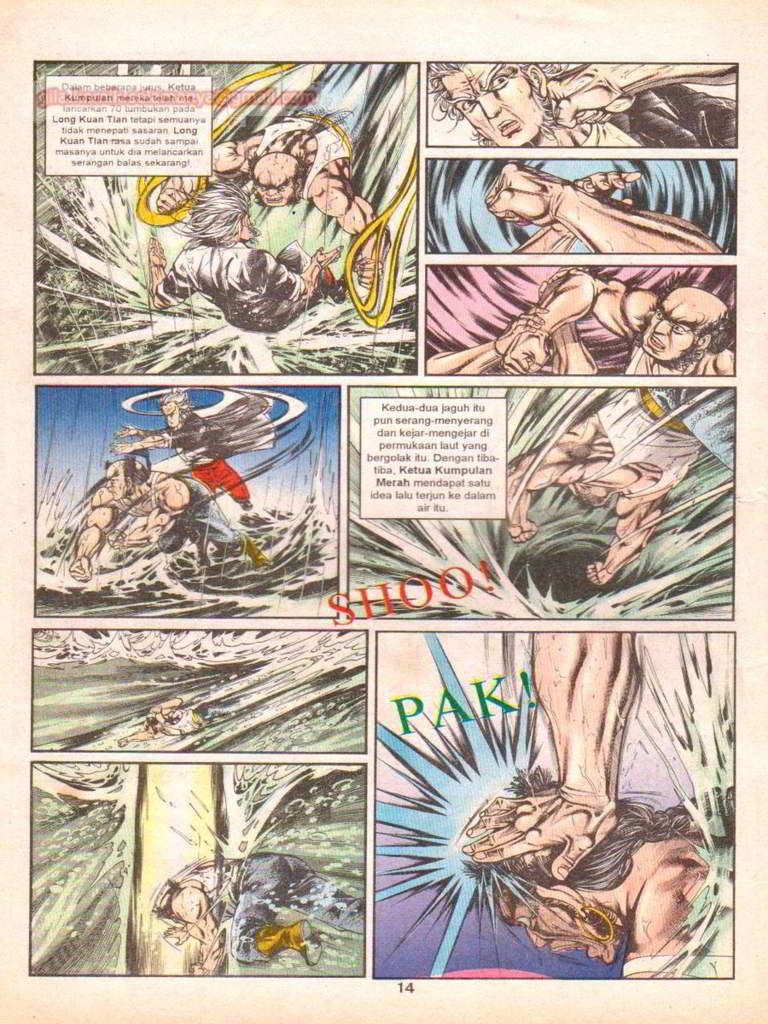 Dalam beberapa jurus, Ketua
Kumpulan mereka telah me-
lancarkan 70 tumbukan pada
Long Kuan Tian tetapi semuanya
tidak menepati sasaran. Long
Kuan Tian rasa sudah sampai
masanya untuk dia melancarkan
serangan balas sekarang!
Kedua-dua jaguh itu
pun serang-menyerang
dan kejar-mengejar di
permukaan laut yang
bergolak itu. Dengan tiba-
tiba, Ketua Kumpulan
Merah mendapat satu
idea lalu terjun ke dalam
air itu.
SHOO!
PAK!
14